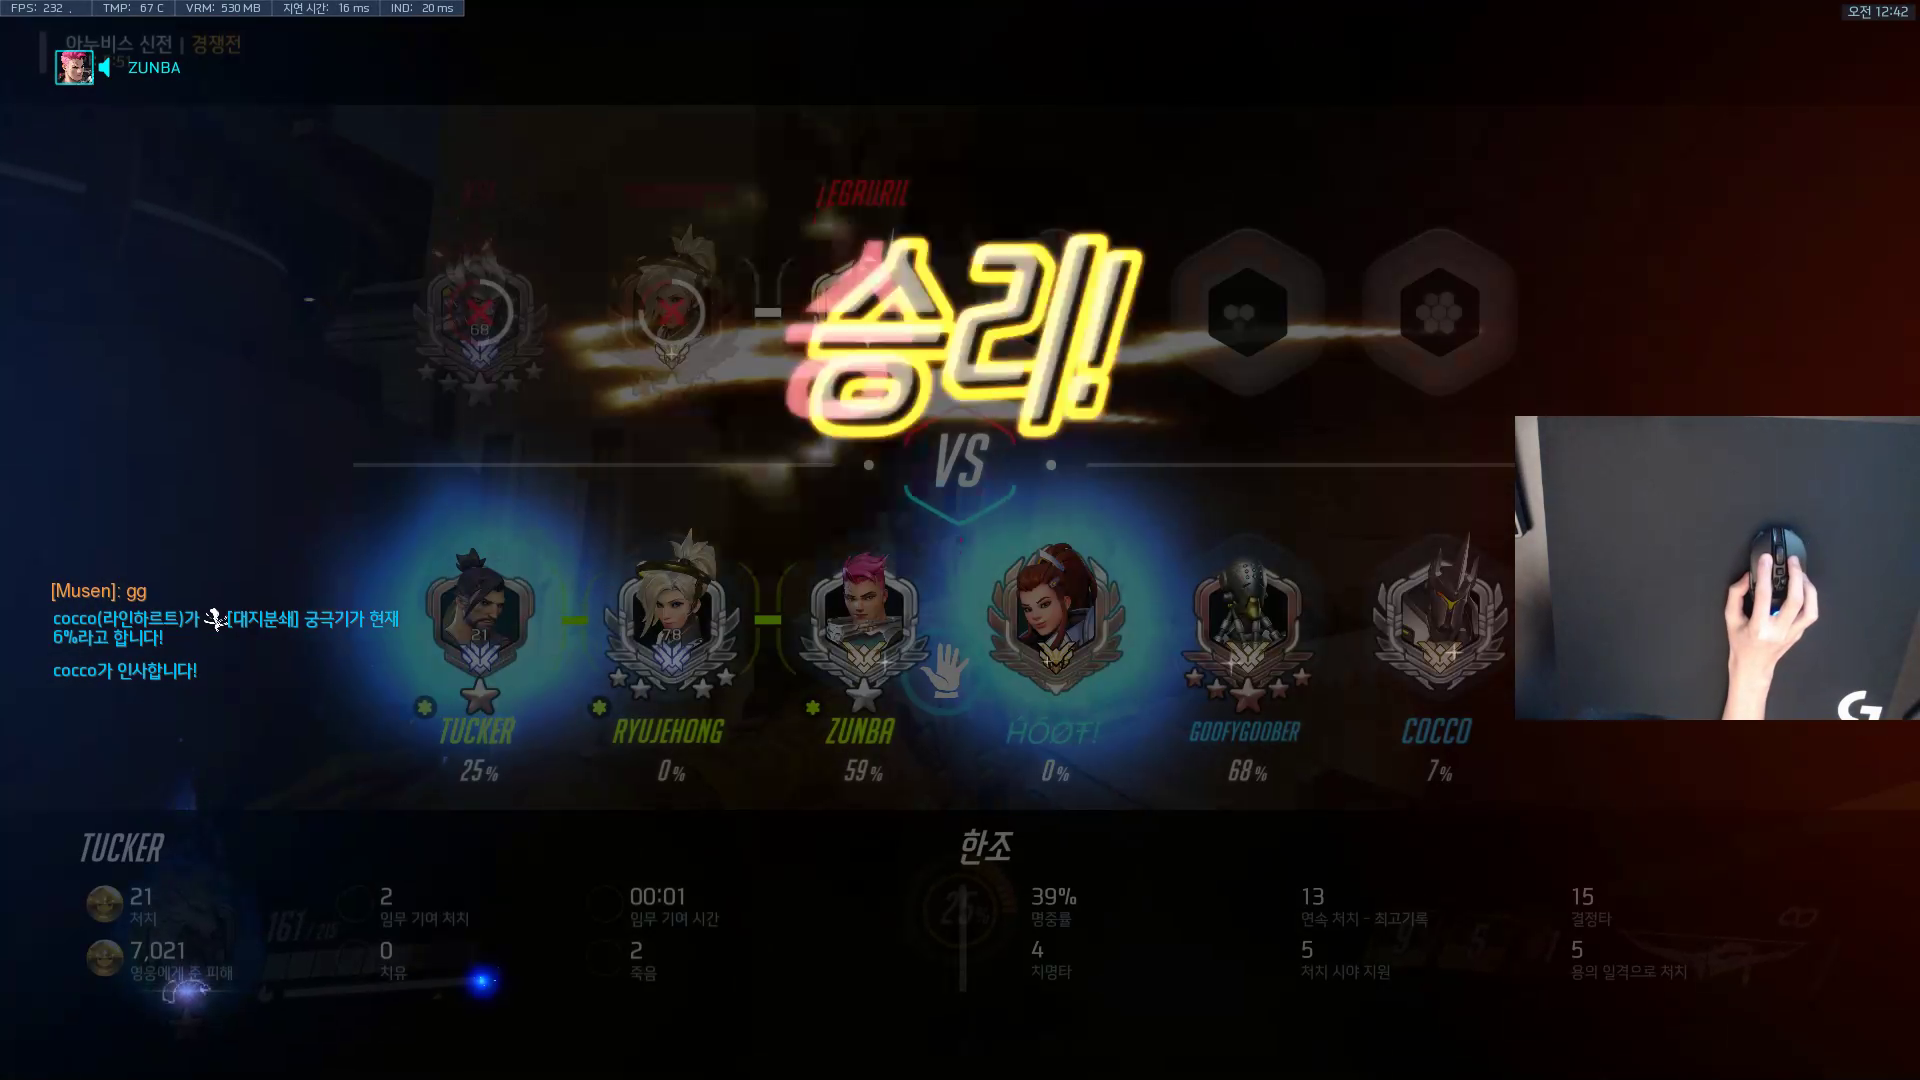 FPS: 232
TMP: 67 C
VRM: 530 MB
지연 시간: 16 ms
IND: 20 ms
오전 12:42
아누비스 신전 | 경쟁전
ZUNBA
승리!
68
VS
[Musen]: gg
cocco(라인하르트)가 [대지분쇄] 궁극기가 현재
6%라고 합니다!
cocco가 인사합니다!
21
78
TUCKER
RYUJEHONG
ZUNBA
GOOFYGOOBER
COCCO
25%
0%
59%
0%
68%
7%
TUCKER
한조
21
처치
2
임무 기여 처치
00:01
임무 기여 시간
39%
명중률
13
연속 처치 - 최고기록
15
결정타
7,021
영웅에게 준 피해
0
치유
2
죽음
4
치명타
5
처치 시야 지원
5
용의 일격으로 처치
161 / 215
25%
G